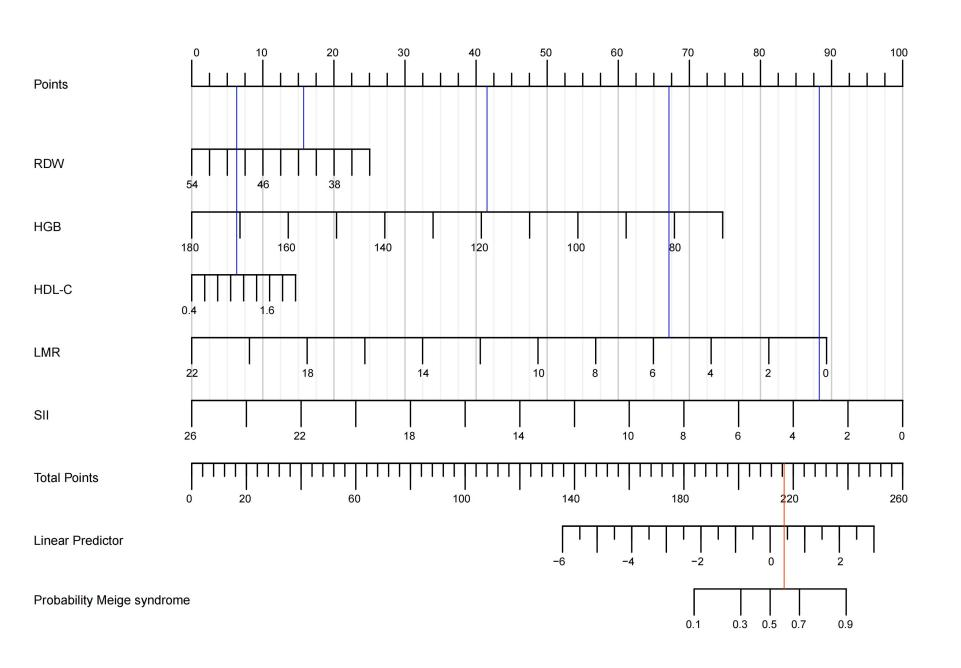 0 10 20 30 40 50 60 70 80 90 100
Points
RDW
54 46 38
HGB
180 160 140 120 100 80
HDL-C
0.4 1.6
LMR
22 18 14 10 8 6 4 2 0
SII
26 22 18 14 10 8 6 4 2 0
Total Points
0 20 60 100 140 180 220 260
Linear Predictor
−6 −4 −2 0 2
Probability Meige syndrome
0.1 0.3 0.5 0.7 0.9